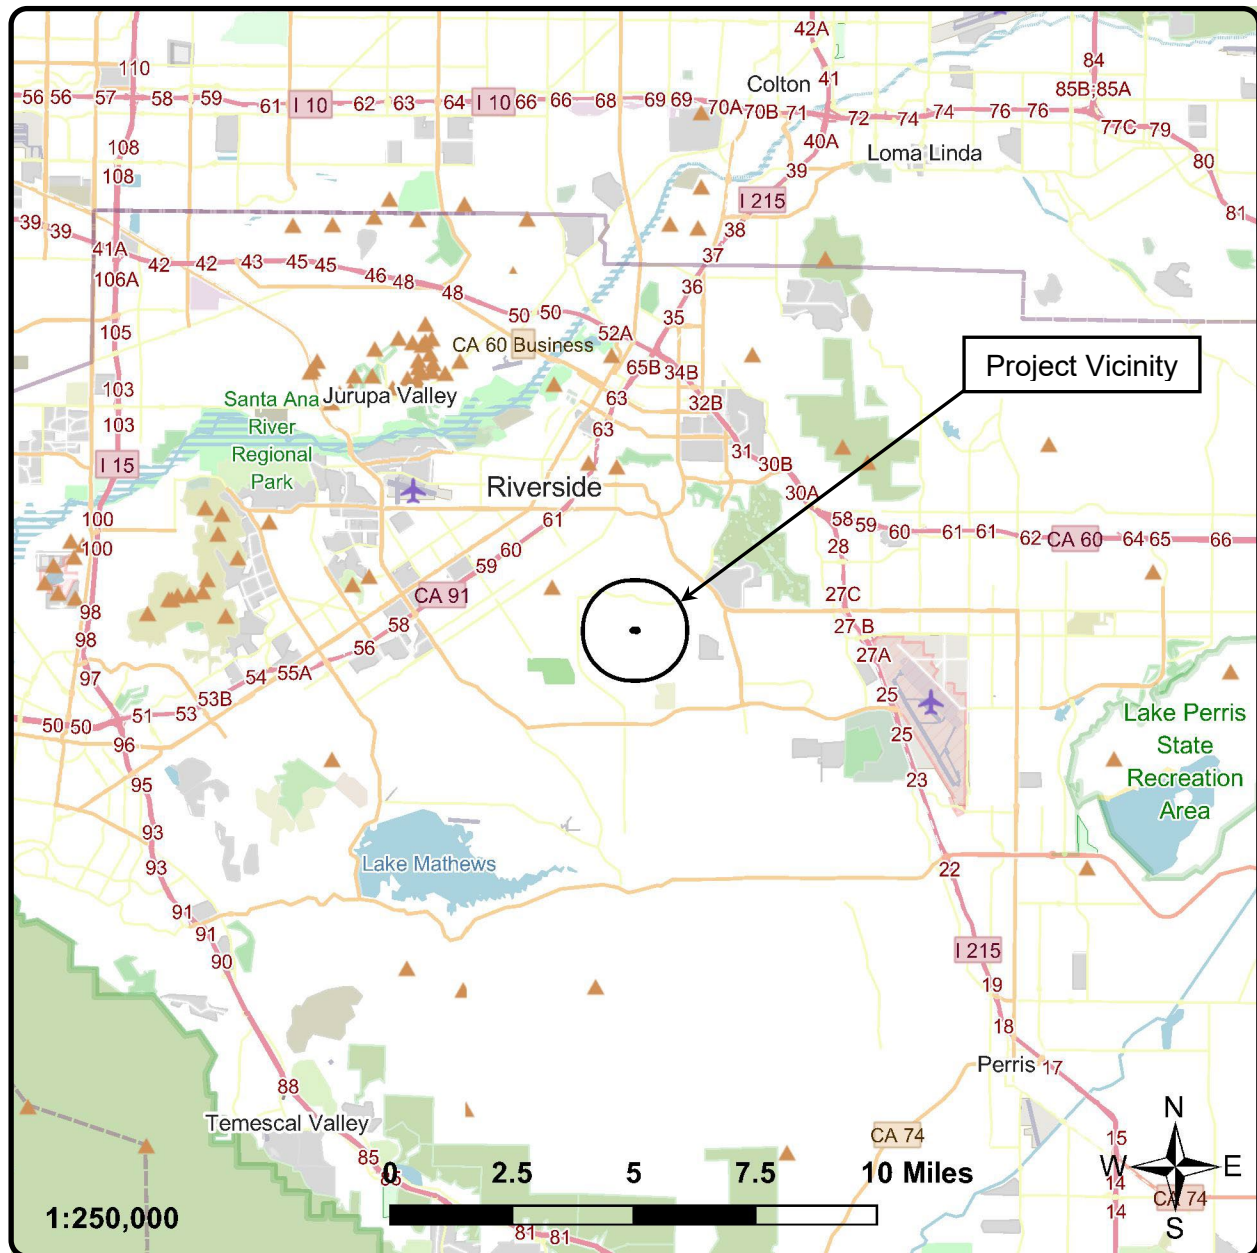 42A
110
84
Colton
41
85B
85A
56
56
57
58
59
61
I 10
62
63
64
I 10
66
66
68
69
69
70A
70B
71
72
74
74
76
76
77C
79
108
40A
Loma Linda
80
108
39
I 215
81
39
39
38
41A
37
42
42
43
45
45
46
48
48
106A
36
50
50
35
105
52A
CA 60 Business
Project Vicinity
65B
34B
103
Santa Ana
River
Regional
Park
Jurupa Valley
63
32B
103
63
31
I 15
30B
Riverside
30A
100
61
58
59
60
61
61
62
CA 60
64
65
66
100
60
28
59
CA 91
27C
98
58
27B
98
56
27A
97
54
55A
25
53B
50
50
51
53
25
Lake Perris
State
Recreation
Area
96
95
23
93
93
Lake Mathews
22
91
91
90
I 215
19
18
Perris
17
88
Temescal Valley
CA 74
15
N
W
E
S
85
85
0
2.5
5
7.5
10 Miles
14
CA 74
14
1:250,000
81
81